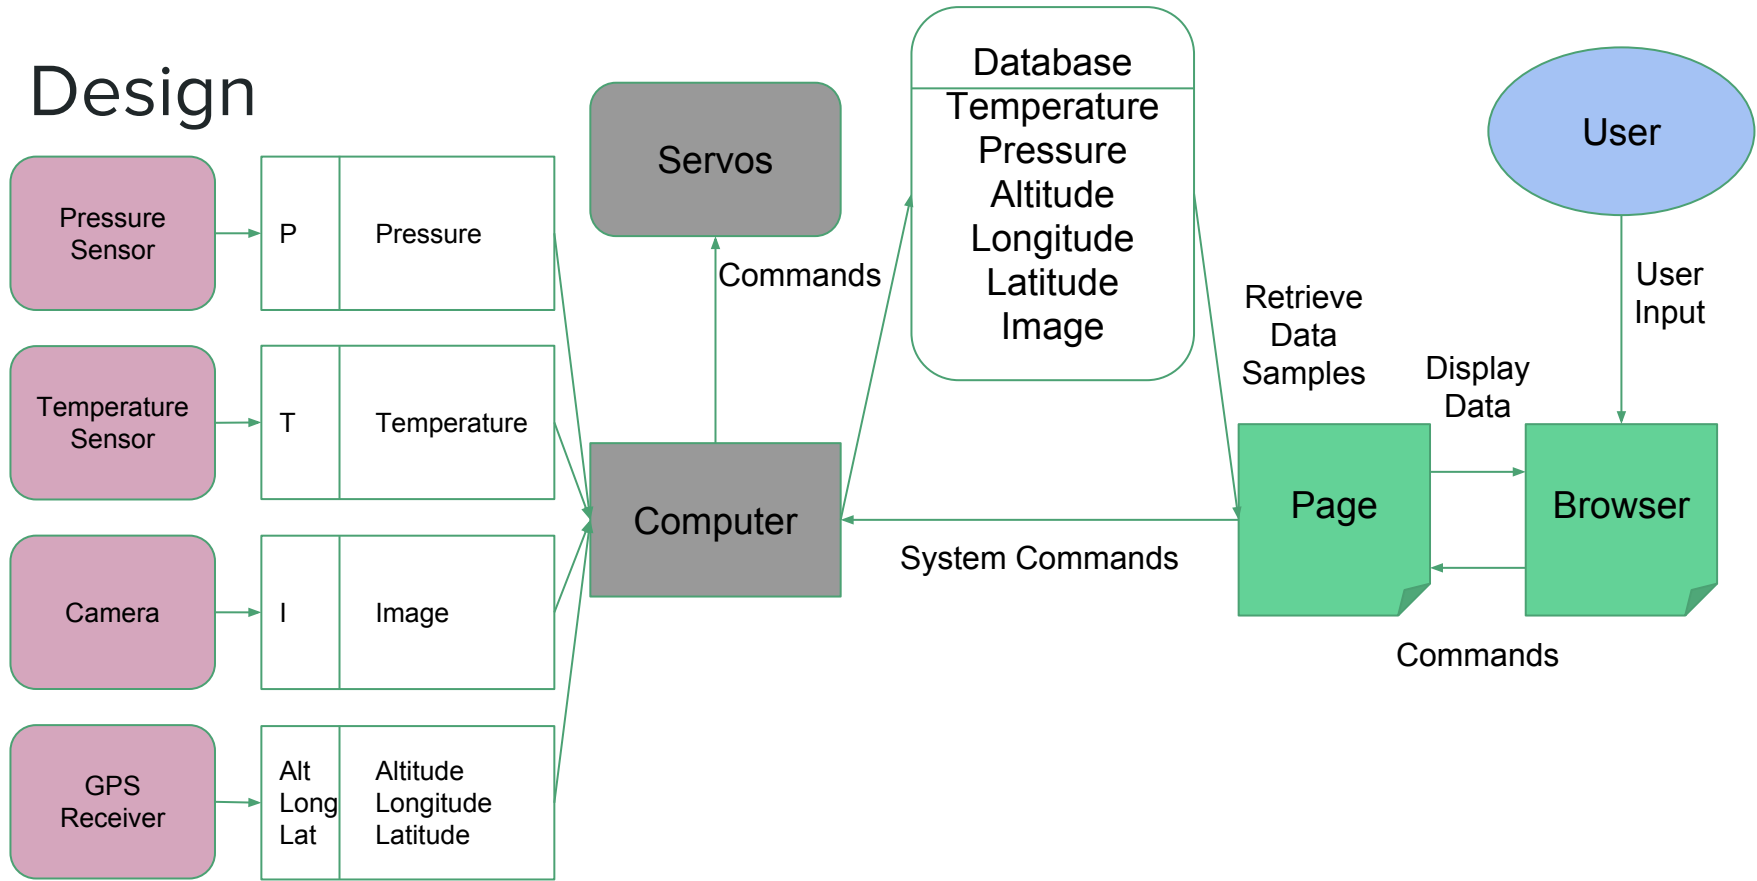 Design
Pressure
Sensor
P
Pressure
Temperature
Sensor
T
Temperature
Camera
I
Image
GPS
Receiver
Alt
Long
Lat
Altitude
Longitude
Latitude
Servos
Commands
Computer
Database
Temperature
Pressure
Altitude
Longitude
Latitude
Image
System Commands
Retrieve
Data
Samples
Page
Display
Data
Commands
Browser
User
Input
User